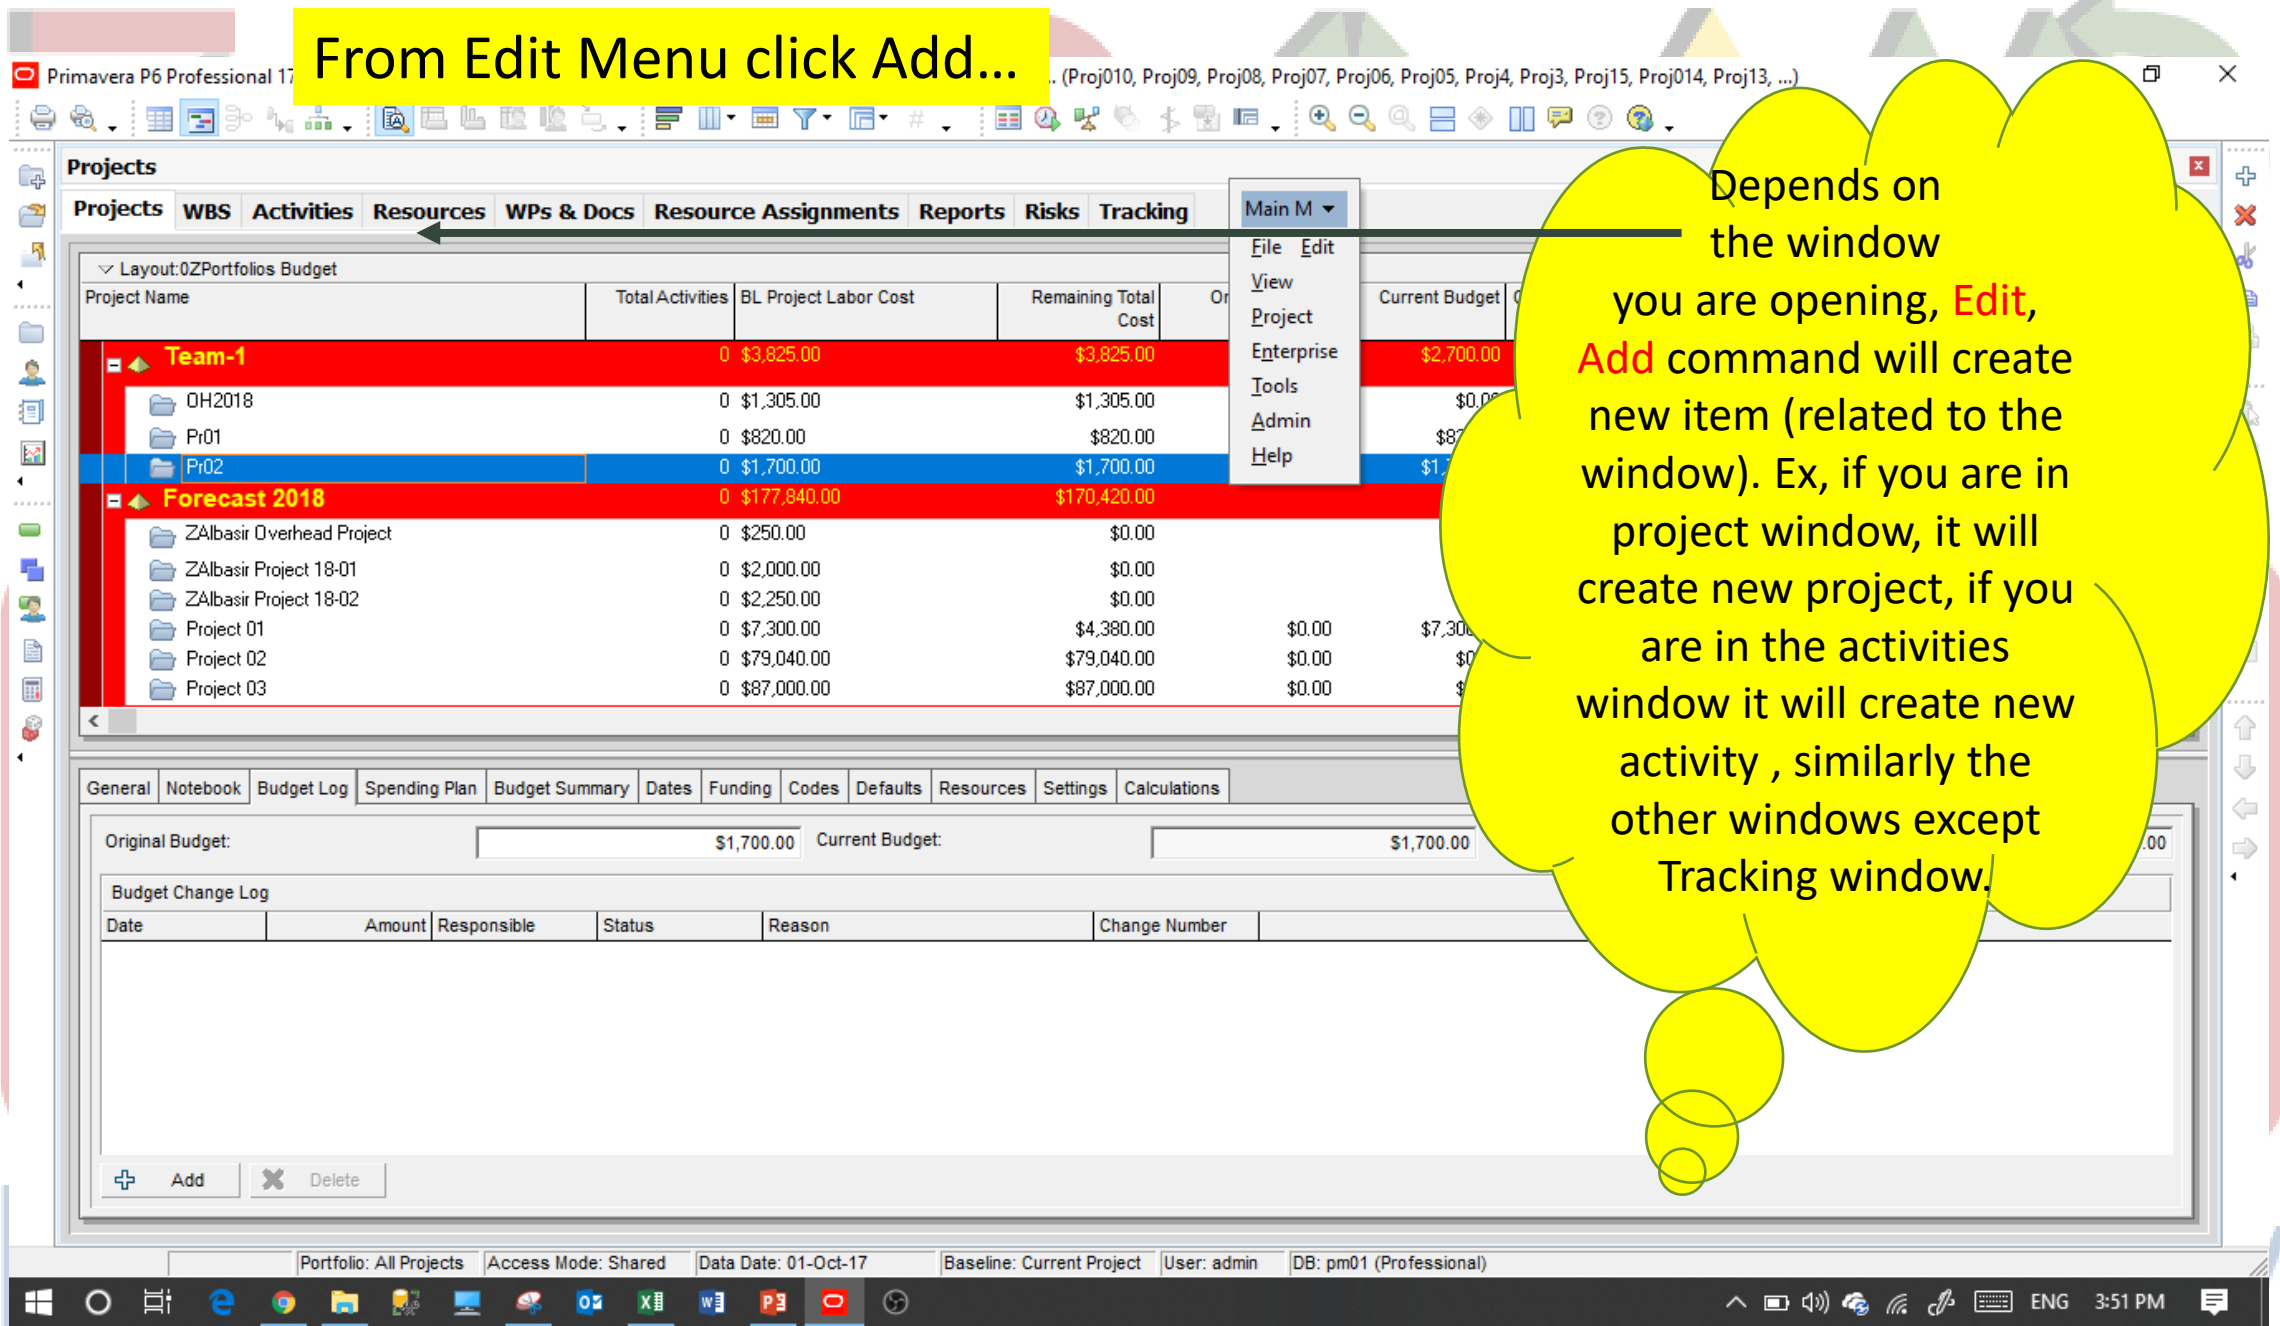 From Edit Menu click Add...
Primavera P6 Professional 17
(Proj010, Proj09, Proj08, Proj07, Proj06, Proj05, Proj4, Proj3, Proj15, Proj014, Proj13, ...)
Projects
Projects WBS Activities Resources WPs & Docs Resource Assignments Reports Risks Tracking
Main M
File Edit
View
Project
Enterprise
Tools
Admin
Help
Layout:0ZPortfolios Budget
Project Name Total Activities BL Project Labor Cost Remaining Total Cost Or Current Budget
Team-1 0 $3,825.00 $3,825.00 $2,700.00
OH2018 0 $1,305.00 $1,305.00 $0.00
Pr01 0 $820.00 $820.00
Pr02 0 $1,700.00 $1,700.00
Forecast 2018 0 $177,840.00 $170,420.00
ZAlbasir Overhead Project 0 $250.00 $0.00
ZAlbasir Project 18-01 0 $2,000.00 $0.00
ZAlbasir Project 18-02 0 $2,250.00 $0.00
Project 01 0 $7,300.00 $4,380.00 $0.00
Project 02 0 $79,040.00 $79,040.00 $0.00
Project 03 0 $87,000.00 $87,000.00 $0.00
Depends on
the window
you are opening, Edit,
Add command will create
new item (related to the
window). Ex, if you are in
project window, it will
create new project, if you
are in the activities
window it will create new
activity , similarly the
other windows except
Tracking window.
General Notebook Budget Log Spending Plan Budget Summary Dates Funding Codes Defaults Resources Settings Calculations
Original Budget: $1,700.00 Current Budget: $1,700.00 .00
Budget Change Log
Date Amount Responsible Status Reason Change Number
Add Delete
Portfolio: All Projects Access Mode: Shared Data Date: 01-Oct-17 Baseline: Current Project User: admin DB: pm01 (Professional)
ENG 3:51 PM